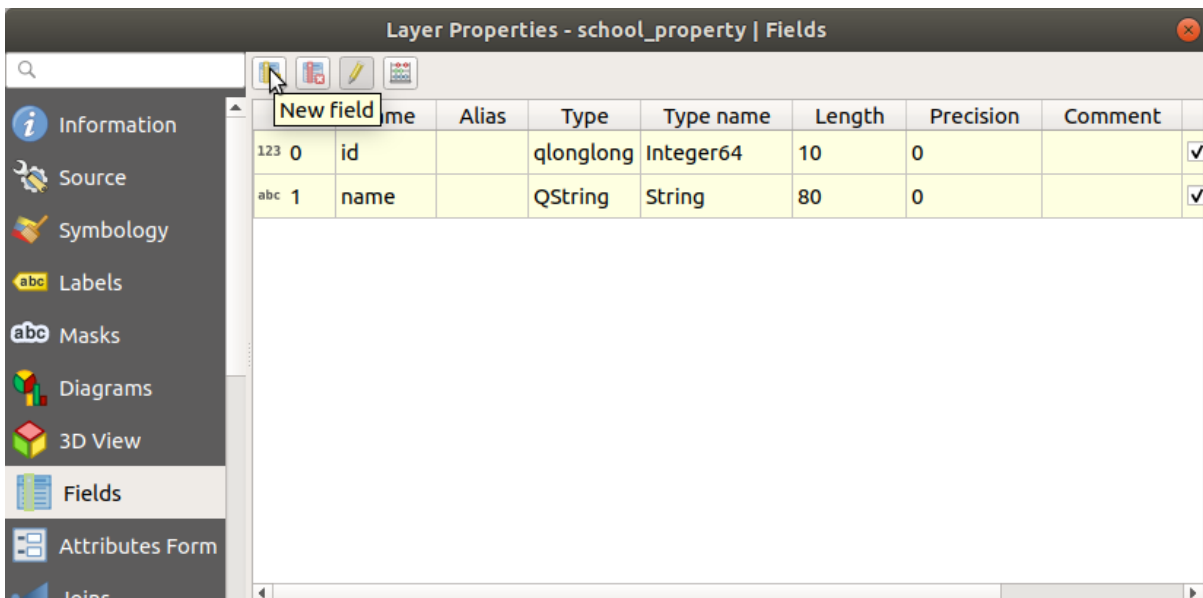 Layer Properties - school_property | Fields
New field
me Alias Type Type name Length Precision Comment
123 0 id qlonglong Integer64 10 0
abc 1 name QString String 80 0
Information
Source
Symbology
abc Labels
abc Masks
Diagrams
3D View
Fields
Attributes Form
Joins